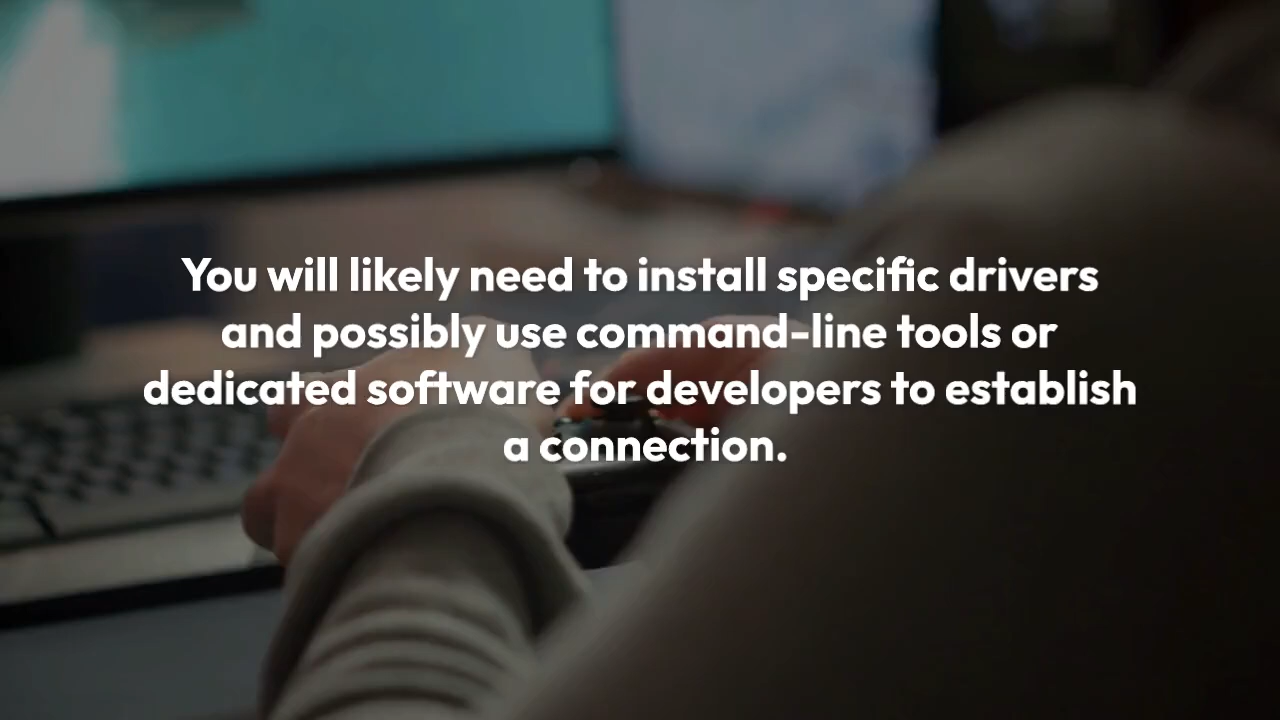 You will likely need to install specific drivers
and possibly use command-line tools or
dedicated software for developers to establish
a connection.